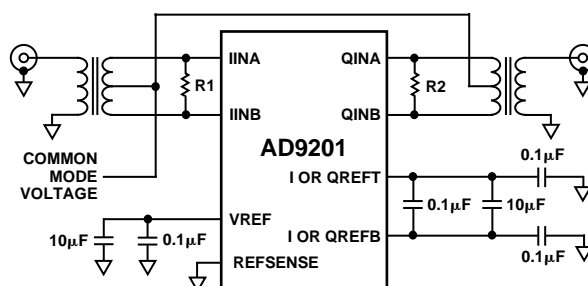 IINA
QINA
R1
R2
IINB
QINB
AD9201
COMMON
MODE
VOLTAGE
0.1µF
I OR QREFT
0.1µF
10µF
VREF
10µF
0.1µF
I OR QREFB
0.1µF
REFSENSE